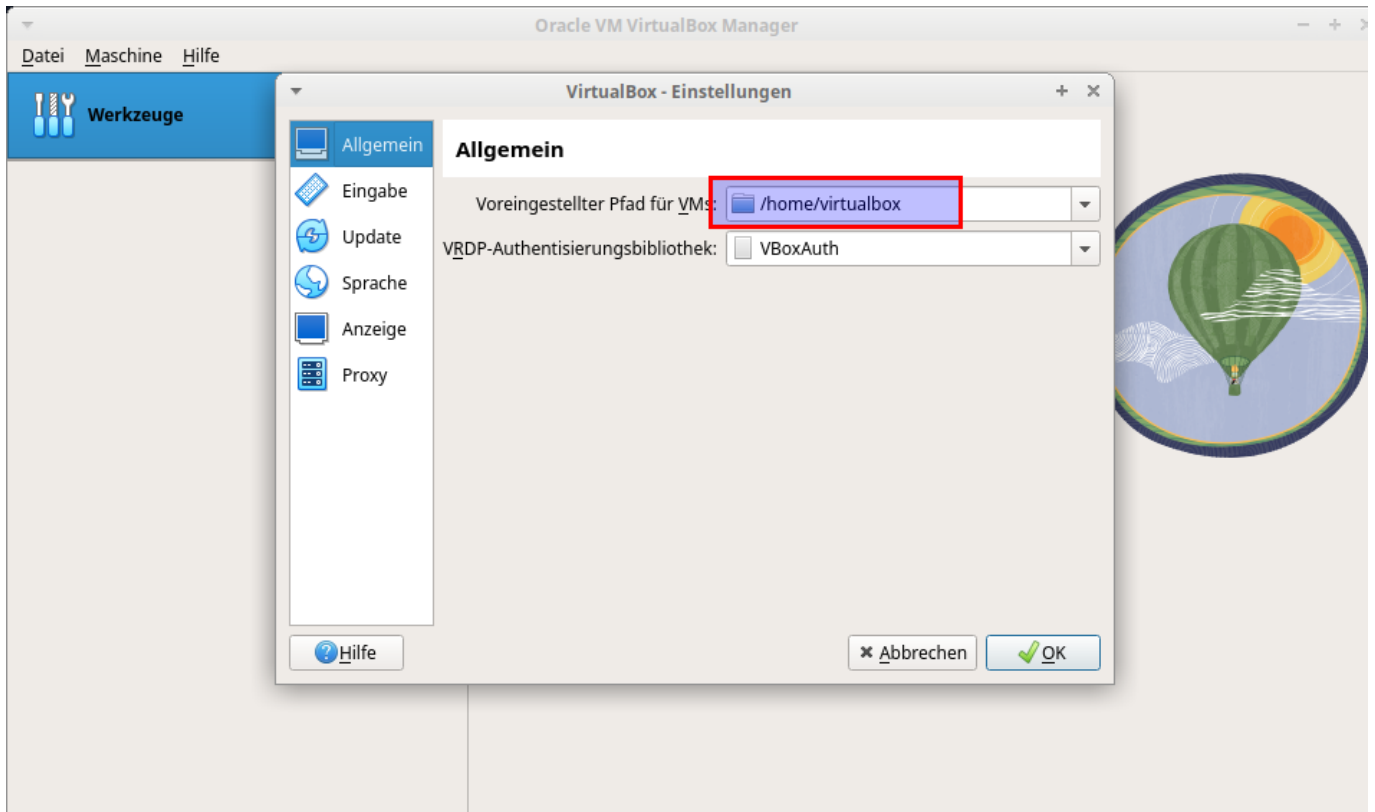 Oracle VM VirtualBox Manager
Datei Maschine Hilfe
Werkzeuge
VirtualBox - Einstellungen
Allgemein
Eingabe
Update
Sprache
Anzeige
Proxy
Allgemein
Voreingestellter Pfad für VMs: /home/virtualbox
VRDP-Authentisierungsbibliothek: VBoxAuth
Hilfe
Abbrechen
OK